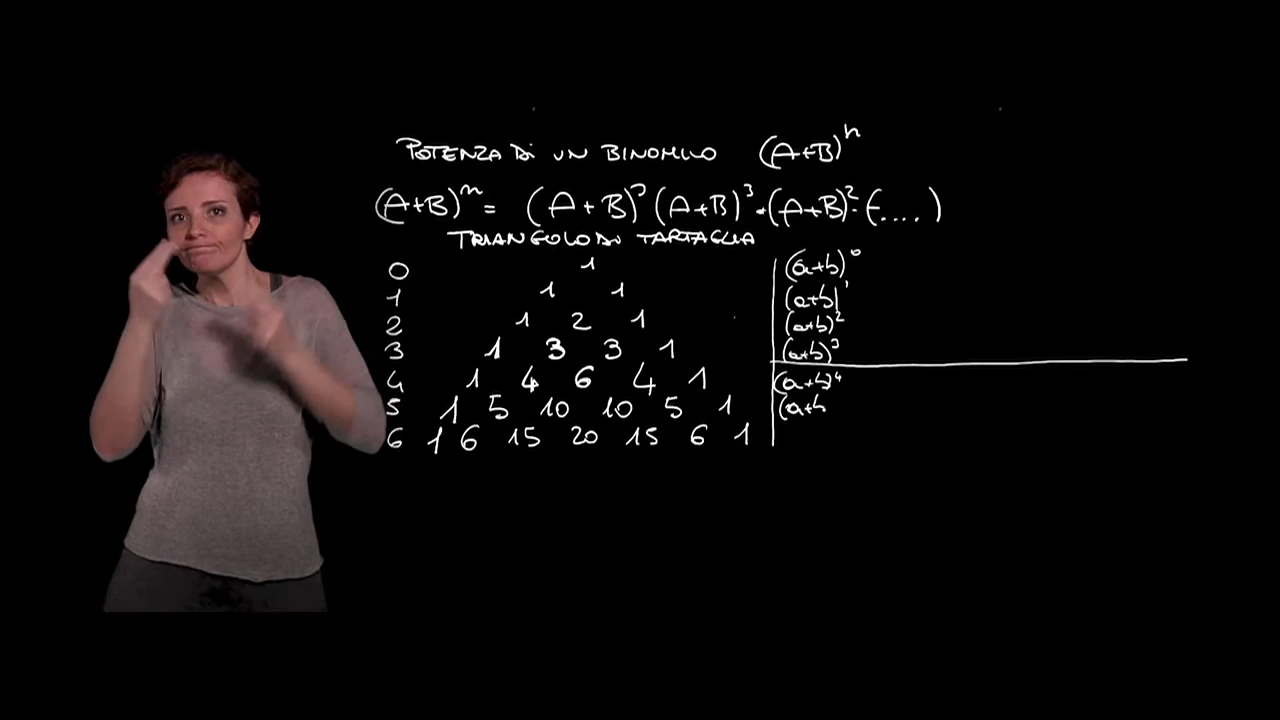 POTENZA DI UN BINOMIO (A+B)^n
(A+B)^n = (A+B)^3 (A+B)^3 · (A+B)^2 · (....)
TRIANGOLO DI TARTAGLIA
0 1 (a+b)^0
1 1 1 (a+b)^1
2 1 2 1 (a+b)^2
3 1 3 3 1 (a+b)^3
4 1 4 6 4 1 (a+b)^4
5 1 5 10 10 5 1 (a+b
6 1 6 15 20 15 6 1